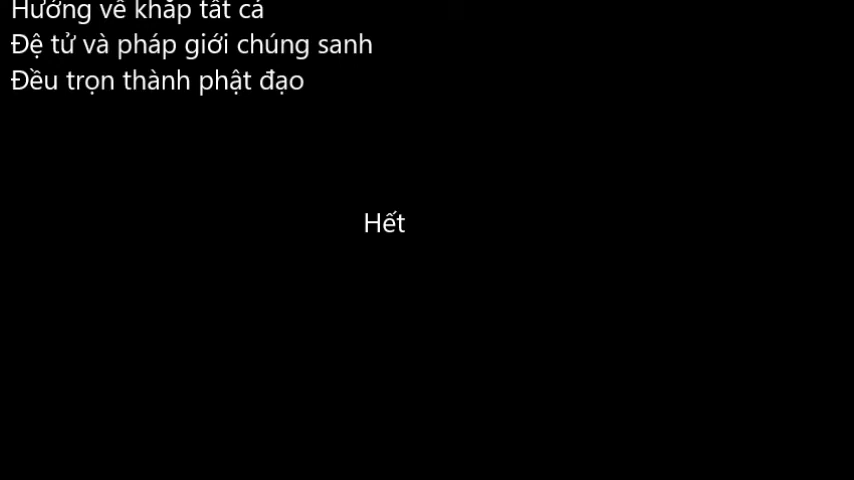 Hướng về khắp tất cả
Đệ tử và pháp giới chúng sanh
Đều trọn thành phật đạo
Hết